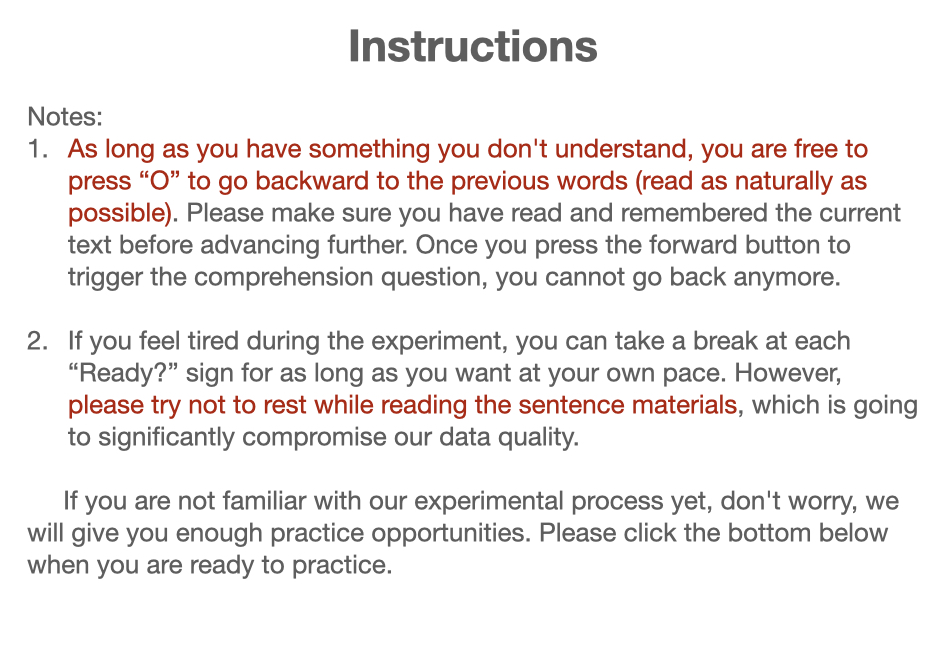 Instructions
Notes:
1. As long as you have something you don't understand, you are free to
press “O” to go backward to the previous words (read as naturally as
possible). Please make sure you have read and remembered the current
text before advancing further. Once you press the forward button to
trigger the comprehension question, you cannot go back anymore.
2. If you feel tired during the experiment, you can take a break at each
“Ready?” sign for as long as you want at your own pace. However,
please try not to rest while reading the sentence materials, which is going
to significantly compromise our data quality.
If you are not familiar with our experimental process yet, don't worry, we
will give you enough practice opportunities. Please click the bottom below
when you are ready to practice.